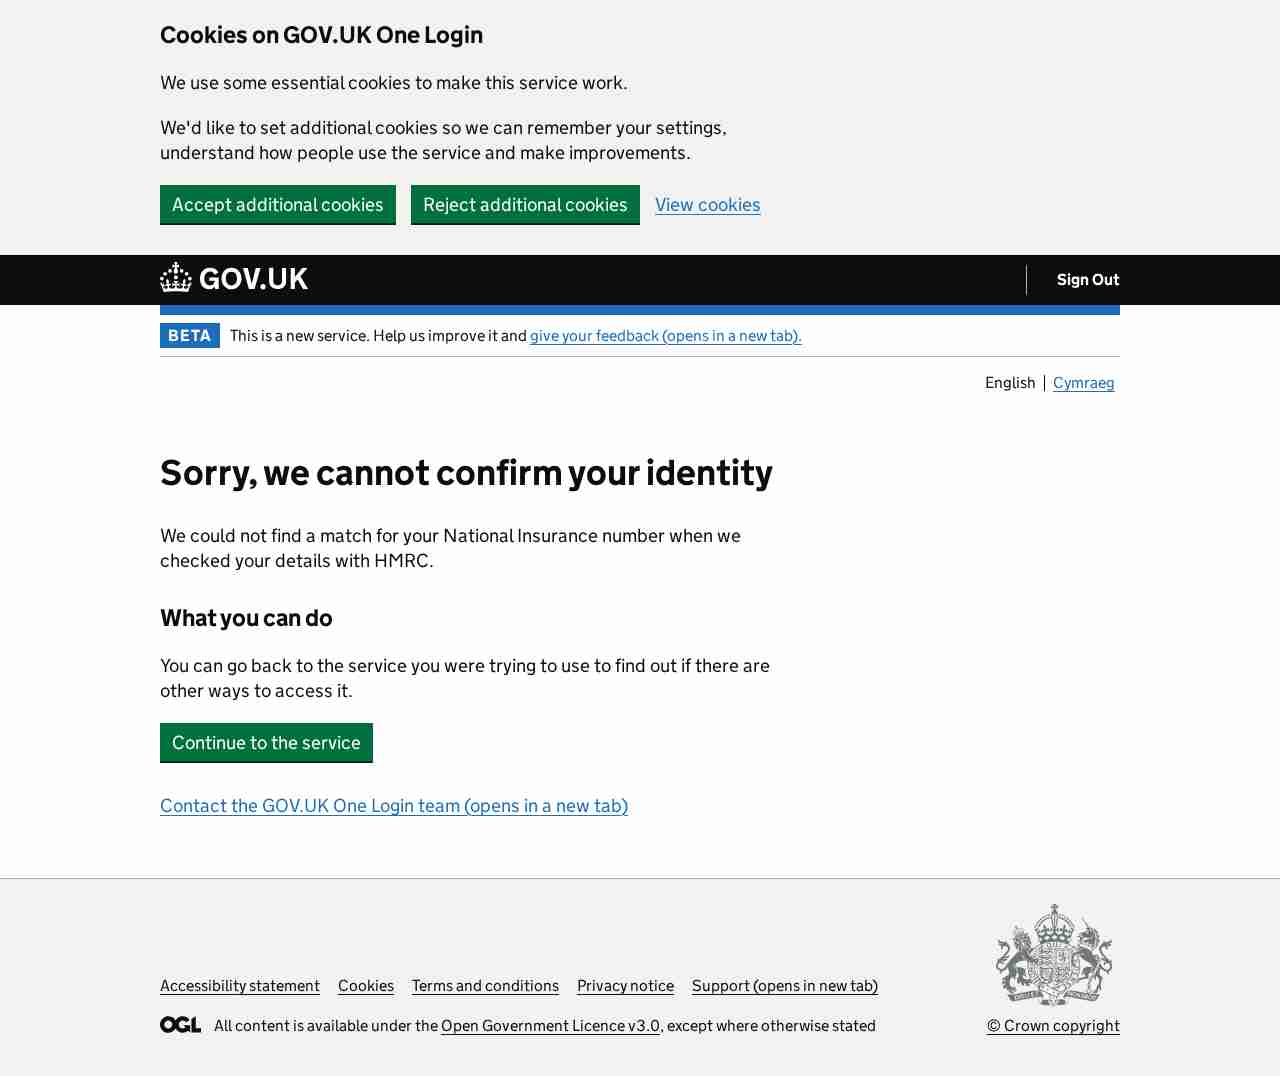 Cookies on GOV.UK One Login
We use some essential cookies to make this service work.
We'd like to set additional cookies so we can remember your settings,
understand how people use the service and make improvements.
Accept additional cookies Reject additional cookies View cookies
GOV.UK Sign Out
BETA This is a new service. Help us improve it and give your feedback (opens in a new tab).
English Cymraeg
Sorry, we cannot confirm your identity
We could not find a match for your National Insurance number when we
checked your details with HMRC.
What you can do
You can go back to the service you were trying to use to find out if there are
other ways to access it.
Continue to the service
Contact the GOV.UK One Login team (opens in a new tab)
Accessibility statement Cookies Terms and conditions Privacy notice Support (opens in new tab)
OGL All content is available under the Open Government Licence v3.0, except where otherwise stated
© Crown copyright